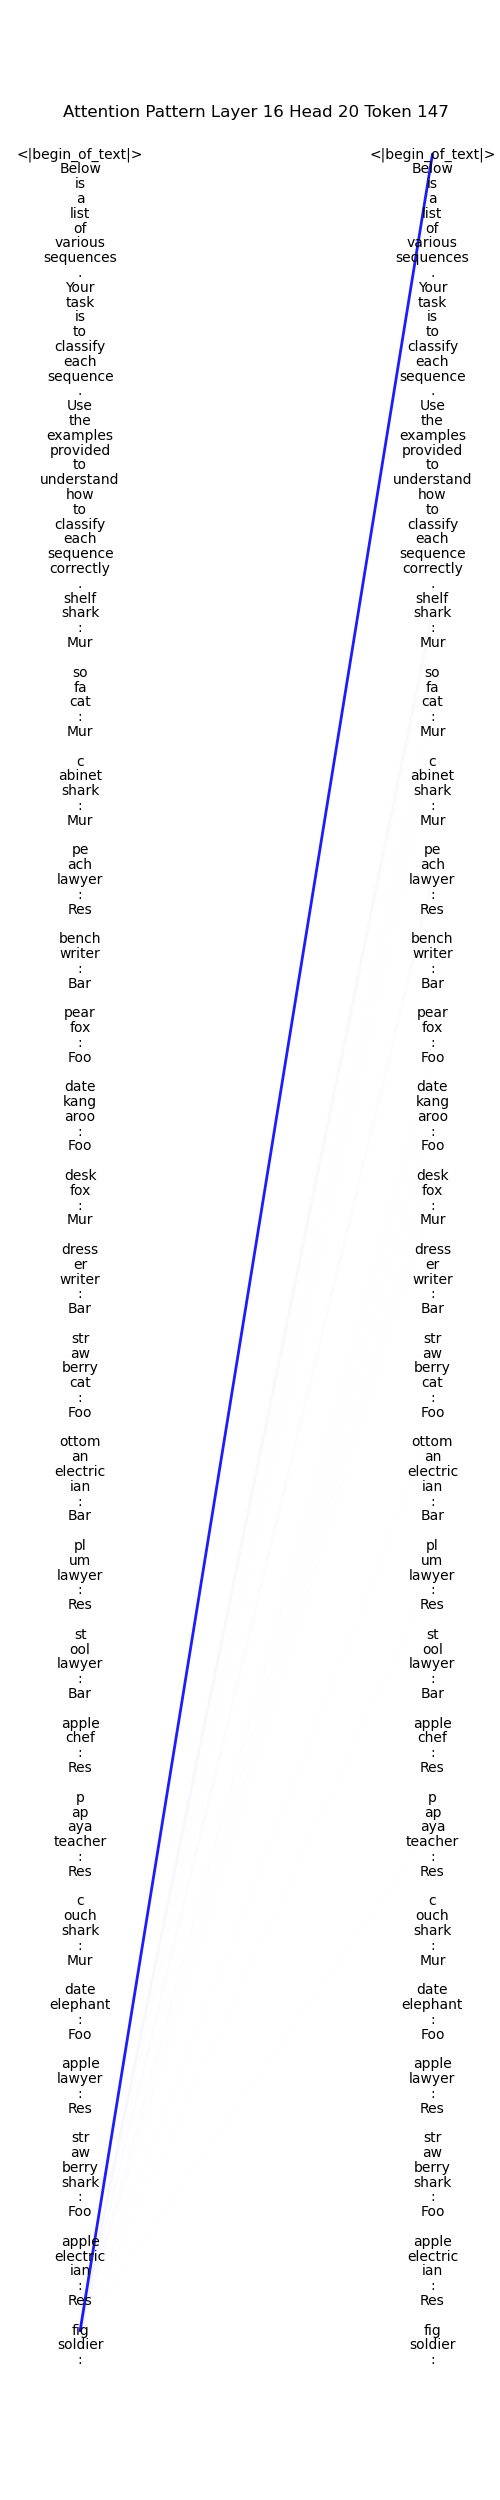 Attention Pattern Layer 16 Head 20 Token 147
<|begin_of_text|>
Below
is
a
list
of
various
sequences
.
Your
task
is
to
classify
each
sequence
.
Use
the
examples
provided
to
understand
how
to
classify
each
sequence
correctly
.
shelf
shark
:
Mur
so
fa
cat
:
Mur
c
abinet
shark
:
Mur
pe
ach
lawyer
:
Res
bench
writer
:
Bar
pear
fox
:
Foo
date
kang
aroo
:
Foo
desk
fox
:
Mur
dress
er
writer
:
Bar
str
aw
berry
cat
:
Foo
ottom
an
electric
ian
:
Bar
pl
um
lawyer
:
Res
st
ool
lawyer
:
Bar
apple
chef
:
Res
p
ap
aya
teacher
:
Res
c
ouch
shark
:
Mur
date
elephant
:
Foo
apple
lawyer
:
Res
str
aw
berry
shark
:
Foo
apple
electric
ian
:
Res
fig
soldier
:
<|begin_of_text|>
Below
is
a
list
of
various
sequences
.
Your
task
is
to
classify
each
sequence
.
Use
the
examples
provided
to
understand
how
to
classify
each
sequence
correctly
.
shelf
shark
:
Mur
so
fa
cat
:
Mur
c
abinet
shark
:
Mur
pe
ach
lawyer
:
Res
bench
writer
:
Bar
pear
fox
:
Foo
date
kang
aroo
:
Foo
desk
fox
:
Mur
dress
er
writer
:
Bar
str
aw
berry
cat
:
Foo
ottom
an
electric
ian
:
Bar
pl
um
lawyer
:
Res
st
ool
lawyer
:
Bar
apple
chef
:
Res
p
ap
aya
teacher
:
Res
c
ouch
shark
:
Mur
date
elephant
:
Foo
apple
lawyer
:
Res
str
aw
berry
shark
:
Foo
apple
electric
ian
:
Res
fig
soldier
: